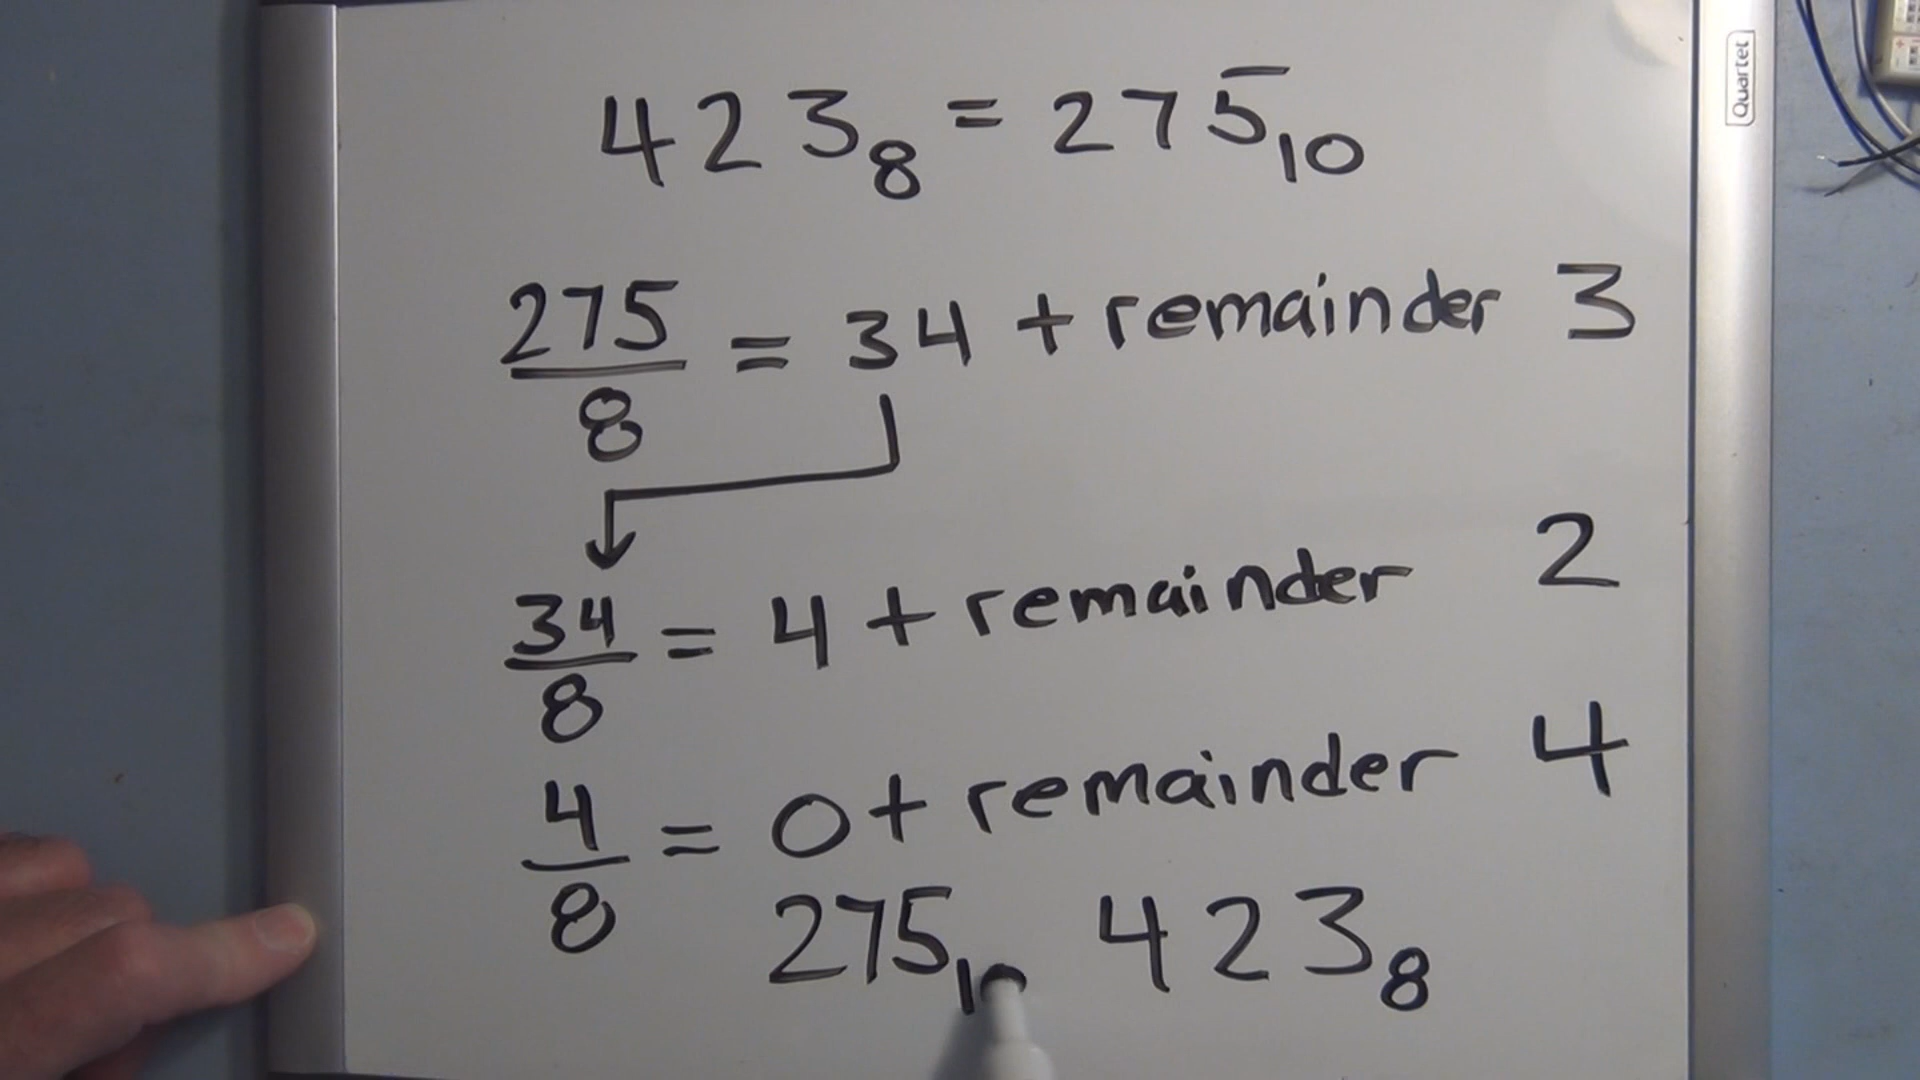 423₈ = 275₁₀
Quartet
275/8 = 34 + remainder 3
34/8 = 4 + remainder 2
4/8 = 0 + remainder 4
275₁₀ 423₈